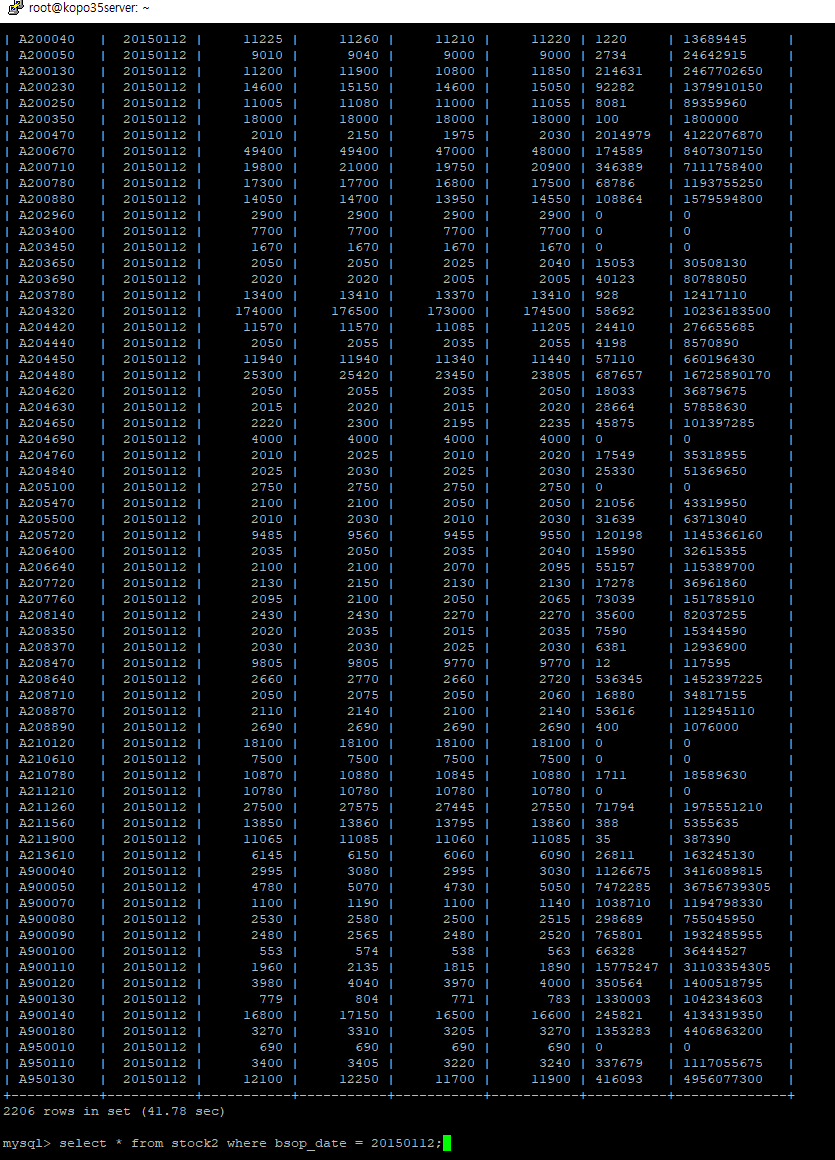 root@kopo35server: ~
| A200040 | 20150112 | 11225 | 11260 | 11210 | 11220 | 1220 | 13689445 |
| A200050 | 20150112 | 9010 | 9040 | 9000 | 9000 | 2734 | 24642915 |
| A200130 | 20150112 | 11200 | 11900 | 10800 | 11850 | 214631 | 2467702650 |
| A200230 | 20150112 | 14600 | 15150 | 14600 | 15050 | 92282 | 1379910150 |
| A200250 | 20150112 | 11005 | 11080 | 11000 | 11055 | 8081 | 89359960 |
| A200350 | 20150112 | 18000 | 18000 | 18000 | 18000 | 100 | 1800000 |
| A200470 | 20150112 | 2010 | 2150 | 1975 | 2030 | 2014979 | 4122076870 |
| A200670 | 20150112 | 49400 | 49400 | 47000 | 48000 | 174589 | 8407307150 |
| A200710 | 20150112 | 19800 | 21000 | 19750 | 20900 | 346389 | 7111758400 |
| A200780 | 20150112 | 17300 | 17700 | 16800 | 17500 | 68786 | 1193755250 |
| A200880 | 20150112 | 14050 | 14700 | 13950 | 14550 | 108864 | 1579594800 |
| A202960 | 20150112 | 2900 | 2900 | 2900 | 2900 | 0 | 0 |
| A203400 | 20150112 | 7700 | 7700 | 7700 | 7700 | 0 | 0 |
| A203450 | 20150112 | 1670 | 1670 | 1670 | 1670 | 0 | 0 |
| A203650 | 20150112 | 2050 | 2050 | 2025 | 2040 | 15053 | 30508130 |
| A203690 | 20150112 | 2020 | 2020 | 2005 | 2005 | 40123 | 80788050 |
| A203780 | 20150112 | 13400 | 13410 | 13370 | 13410 | 928 | 12417110 |
| A204320 | 20150112 | 174000 | 176500 | 173000 | 174500 | 58692 | 10236183500 |
| A204420 | 20150112 | 11570 | 11570 | 11085 | 11205 | 24410 | 276655685 |
| A204440 | 20150112 | 2050 | 2055 | 2035 | 2055 | 4198 | 8570890 |
| A204450 | 20150112 | 11940 | 11940 | 11340 | 11440 | 57110 | 660196430 |
| A204480 | 20150112 | 25300 | 25420 | 23450 | 23805 | 687657 | 16725890170 |
| A204620 | 20150112 | 2050 | 2055 | 2035 | 2050 | 18033 | 36879675 |
| A204630 | 20150112 | 2015 | 2020 | 2015 | 2020 | 28664 | 57858630 |
| A204650 | 20150112 | 2220 | 2300 | 2195 | 2235 | 45875 | 101397285 |
| A204690 | 20150112 | 4000 | 4000 | 4000 | 4000 | 0 | 0 |
| A204760 | 20150112 | 2010 | 2025 | 2010 | 2020 | 17549 | 35318955 |
| A204840 | 20150112 | 2025 | 2030 | 2025 | 2030 | 25330 | 51369650 |
| A205100 | 20150112 | 2750 | 2750 | 2750 | 2750 | 0 | 0 |
| A205470 | 20150112 | 2100 | 2100 | 2050 | 2050 | 21056 | 43319950 |
| A205500 | 20150112 | 2010 | 2030 | 2010 | 2030 | 31639 | 63713040 |
| A205720 | 20150112 | 9485 | 9560 | 9455 | 9550 | 120198 | 1145366160 |
| A206400 | 20150112 | 2035 | 2050 | 2035 | 2040 | 15990 | 32615355 |
| A206640 | 20150112 | 2100 | 2100 | 2070 | 2095 | 55157 | 115389700 |
| A207720 | 20150112 | 2130 | 2150 | 2130 | 2130 | 17278 | 36961860 |
| A207760 | 20150112 | 2095 | 2100 | 2050 | 2065 | 73039 | 151785910 |
| A208140 | 20150112 | 2430 | 2430 | 2270 | 2270 | 35600 | 82037255 |
| A208350 | 20150112 | 2020 | 2035 | 2015 | 2035 | 7590 | 15344590 |
| A208370 | 20150112 | 2030 | 2030 | 2025 | 2030 | 6381 | 12936900 |
| A208470 | 20150112 | 9805 | 9805 | 9770 | 9770 | 12 | 117595 |
| A208640 | 20150112 | 2660 | 2770 | 2660 | 2720 | 536345 | 1452397225 |
| A208710 | 20150112 | 2050 | 2075 | 2050 | 2060 | 16880 | 34817155 |
| A208870 | 20150112 | 2110 | 2140 | 2100 | 2140 | 53616 | 112945110 |
| A208890 | 20150112 | 2690 | 2690 | 2690 | 2690 | 400 | 1076000 |
| A210120 | 20150112 | 18100 | 18100 | 18100 | 18100 | 0 | 0 |
| A210610 | 20150112 | 7500 | 7500 | 7500 | 7500 | 0 | 0 |
| A210780 | 20150112 | 10870 | 10880 | 10845 | 10880 | 1711 | 18589630 |
| A211210 | 20150112 | 10780 | 10780 | 10780 | 10780 | 0 | 0 |
| A211260 | 20150112 | 27500 | 27575 | 27445 | 27550 | 71794 | 1975551210 |
| A211560 | 20150112 | 13850 | 13860 | 13795 | 13860 | 388 | 5355635 |
| A211900 | 20150112 | 11065 | 11085 | 11060 | 11085 | 35 | 387390 |
| A213610 | 20150112 | 6145 | 6150 | 6060 | 6090 | 26811 | 163245130 |
| A900040 | 20150112 | 2995 | 3080 | 2995 | 3030 | 1126675 | 3416089815 |
| A900050 | 20150112 | 4780 | 5070 | 4730 | 5050 | 7472285 | 36756739305 |
| A900070 | 20150112 | 1100 | 1190 | 1100 | 1140 | 1038710 | 1194798330 |
| A900080 | 20150112 | 2530 | 2580 | 2500 | 2515 | 298689 | 755045950 |
| A900090 | 20150112 | 2480 | 2565 | 2480 | 2520 | 765801 | 1932485955 |
| A900100 | 20150112 | 553 | 574 | 538 | 563 | 66328 | 36444527 |
| A900110 | 20150112 | 1960 | 2135 | 1815 | 1890 | 15775247 | 31103354305 |
| A900120 | 20150112 | 3980 | 4040 | 3970 | 4000 | 350564 | 1400518795 |
| A900130 | 20150112 | 779 | 804 | 771 | 783 | 1330003 | 1042343603 |
| A900140 | 20150112 | 16800 | 17150 | 16500 | 16600 | 245821 | 4134319350 |
| A900180 | 20150112 | 3270 | 3310 | 3205 | 3270 | 1353283 | 4406863200 |
| A950010 | 20150112 | 690 | 690 | 690 | 690 | 0 | 0 |
| A950110 | 20150112 | 3400 | 3405 | 3220 | 3240 | 337679 | 1117055675 |
| A950130 | 20150112 | 12100 | 12250 | 11700 | 11900 | 416093 | 4956077300 |
+-----------+-----------+-----------+-----------+-----------+-----------+---------+--------------+
2206 rows in set (41.78 sec)
mysql> select * from stock2 where bsop_date = 20150112;